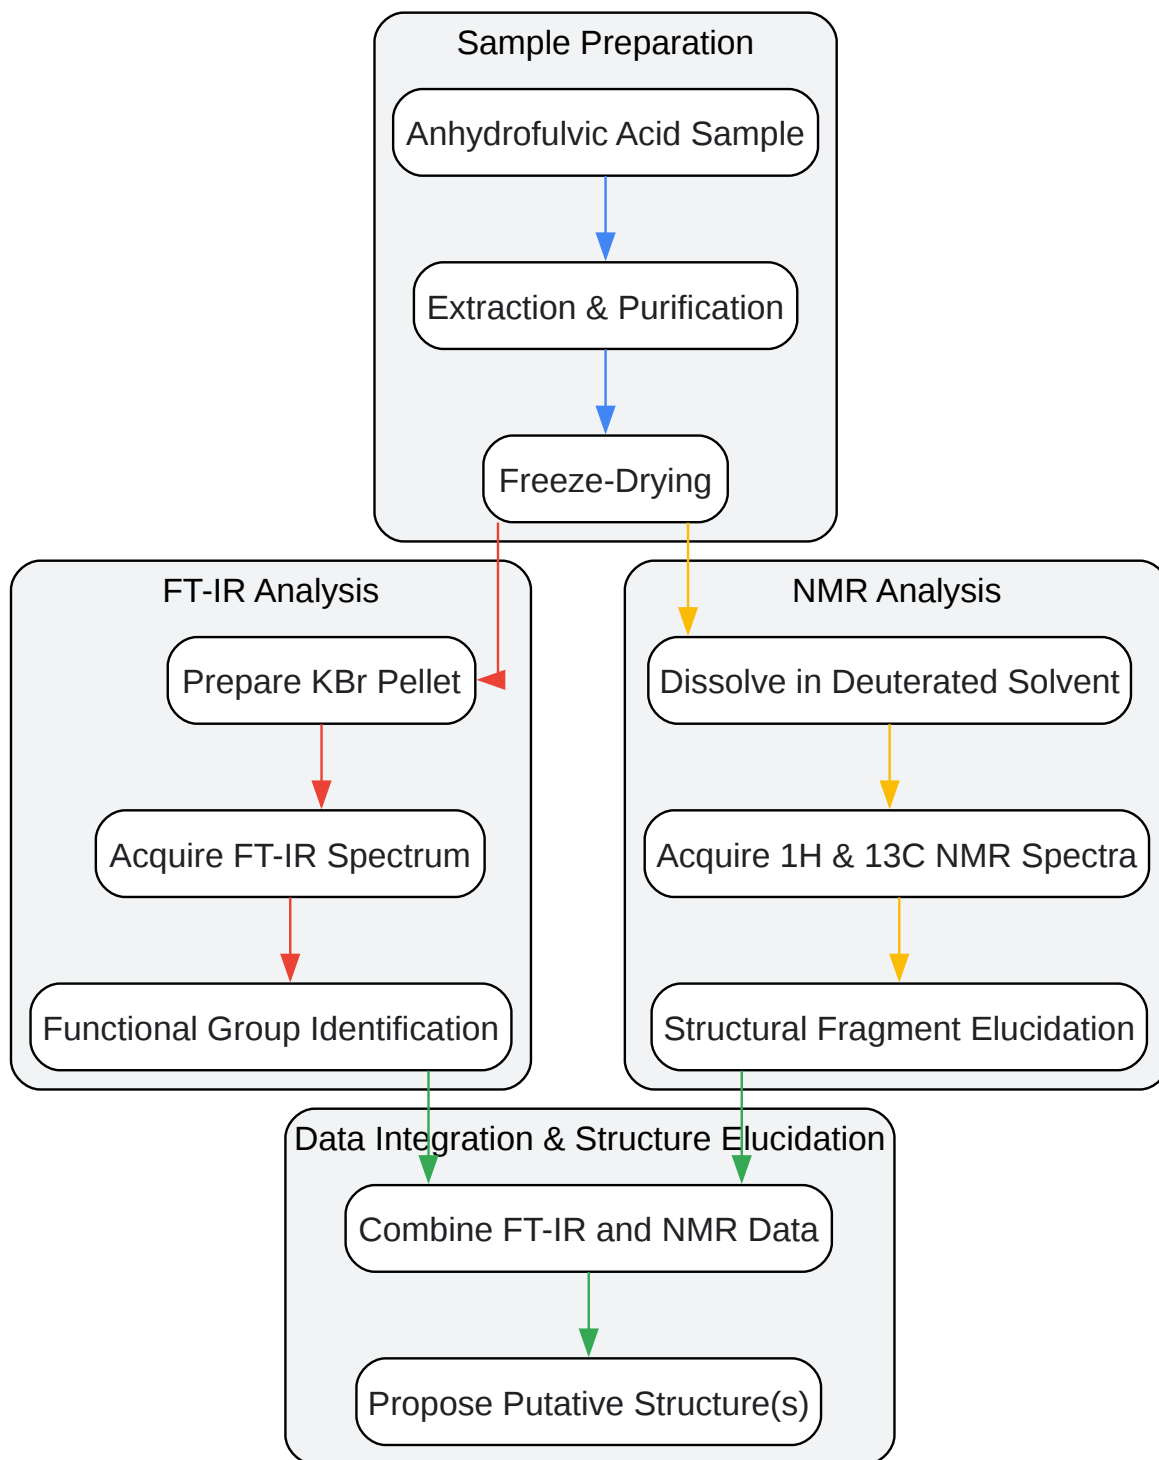 Sample Preparation
Anhydrofulvic Acid Sample
Extraction & Purification
Freeze-Drying
FT-IR Analysis
Prepare KBr Pellet
Acquire FT-IR Spectrum
Functional Group Identification
NMR Analysis
Dissolve in Deuterated Solvent
Acquire 1H & 13C NMR Spectra
Structural Fragment Elucidation
Data Integration & Structure Elucidation
Combine FT-IR and NMR Data
Propose Putative Structure(s)